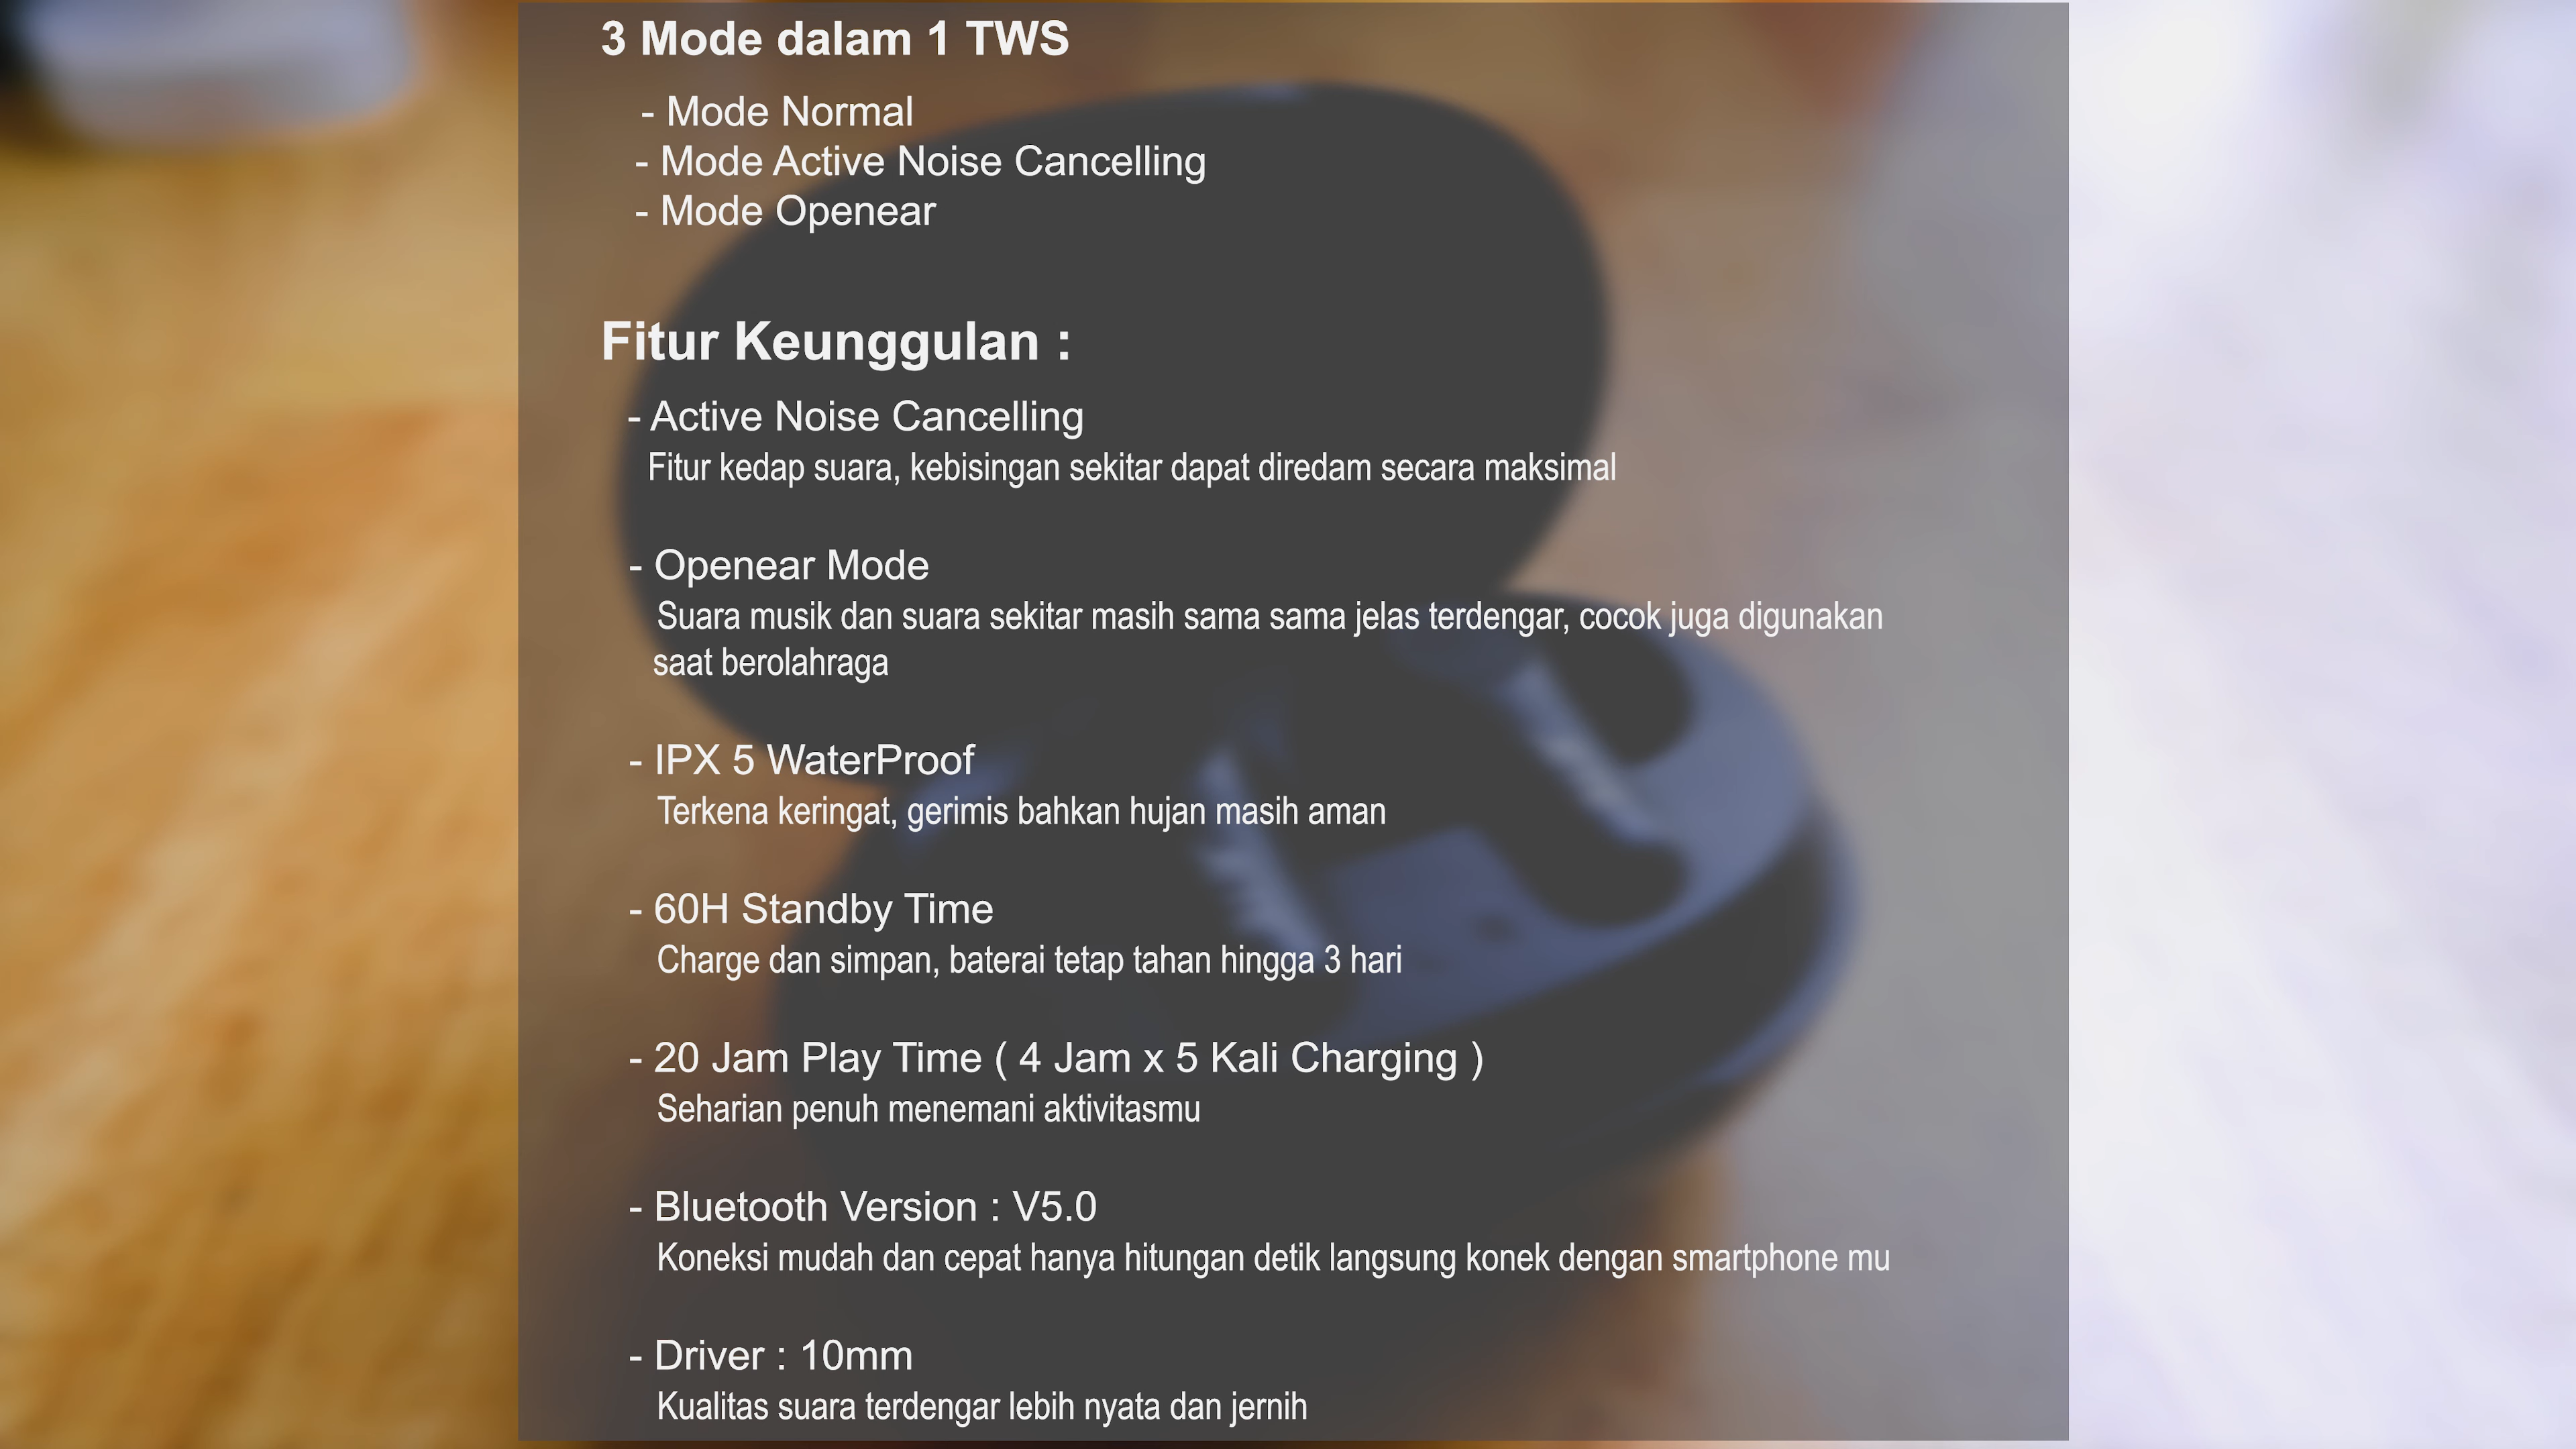 3 Mode dalam 1 TWS
- Mode Normal
- Mode Active Noise Cancelling
- Mode Openear
Fitur Keunggulan :
- Active Noise Cancelling
Fitur kedap suara, kebisingan sekitar dapat diredam secara maksimal
- Openear Mode
Suara musik dan suara sekitar masih sama sama jelas terdengar, cocok juga digunakan
saat berolahraga
- IPX 5 WaterProof
Terkena keringat, gerimis bahkan hujan masih aman
- 60H Standby Time
Charge dan simpan, baterai tetap tahan hingga 3 hari
- 20 Jam Play Time ( 4 Jam x 5 Kali Charging )
Seharian penuh menemani aktivitasmu
- Bluetooth Version : V5.0
Koneksi mudah dan cepat hanya hitungan detik langsung konek dengan smartphone mu
- Driver : 10mm
Kualitas suara terdengar lebih nyata dan jernih